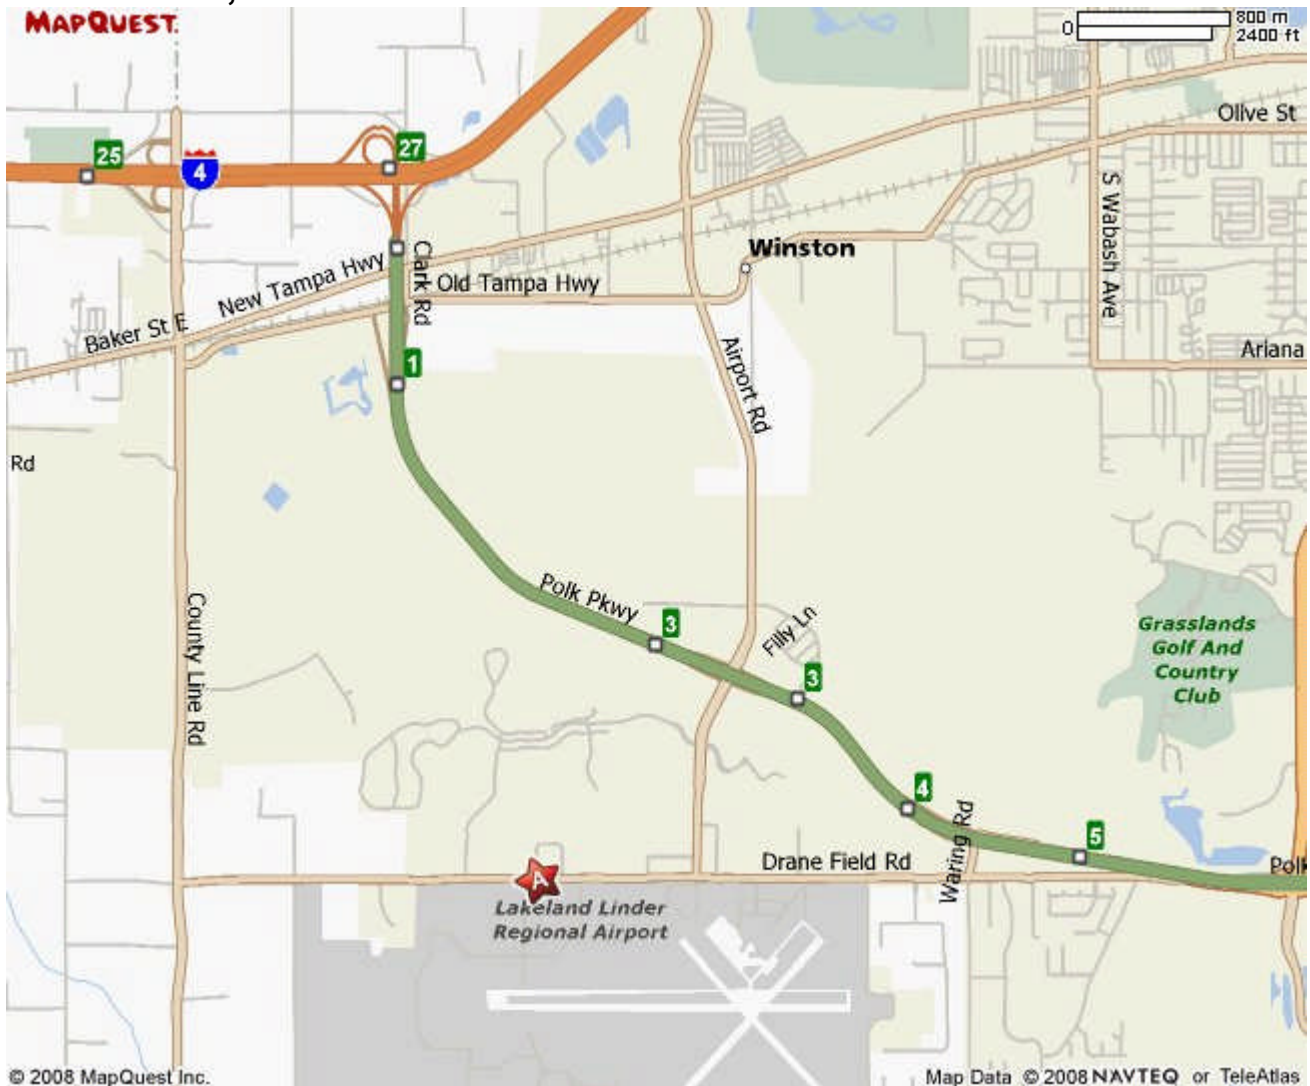 MAPQUEST.
0
800 m
2400 ft
Olive St
25
4
27
S Wabash Ave
Winston
Clark Rd
New Tampa Hwy
Old Tampa Hwy
Baker St E
Airport Rd
Ariana
1
Rd
County Line Rd
Polk Pkwy
3
Filly Ln
3
Grasslands
Golf And
Country
Club
4
Waring Rd
5
Drane Field Rd
Polk
A
Lakeland Linder
Regional Airport
© 2008 MapQuest Inc.
Map Data © 2008 NAVTEQ or TeleAtlas